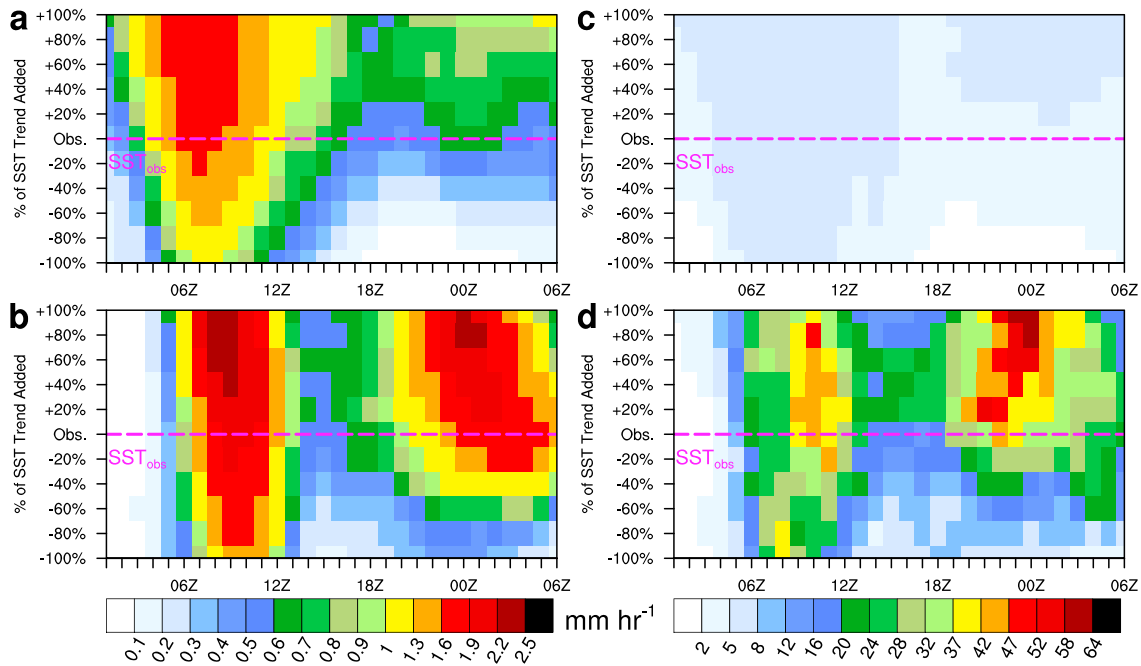 a
% of SST Trend Added
+100%
+80%
+60%
+40%
+20%
Obs.
-20%
-40%
-60%
-80%
-100%
SSTobs
06Z 12Z 18Z 00Z 06Z
c
% of SST Trend Added
+100%
+80%
+60%
+40%
+20%
Obs.
-20%
-40%
-60%
-80%
-100%
SSTobs
06Z 12Z 18Z 00Z 06Z
b
% of SST Trend Added
+100%
+80%
+60%
+40%
+20%
Obs.
-20%
-40%
-60%
-80%
-100%
SSTobs
06Z 12Z 18Z 00Z 06Z
d
% of SST Trend Added
+100%
+80%
+60%
+40%
+20%
Obs.
-20%
-40%
-60%
-80%
-100%
SSTobs
06Z 12Z 18Z 00Z 06Z
0.1 0.2 0.3 0.4 0.5 0.6 0.7 0.8 0.9 1 1.3 1.6 1.9 2.2 2.5
mm hr⁻¹
2 5 8 12 16 20 24 28 32 37 42 47 52 58 64